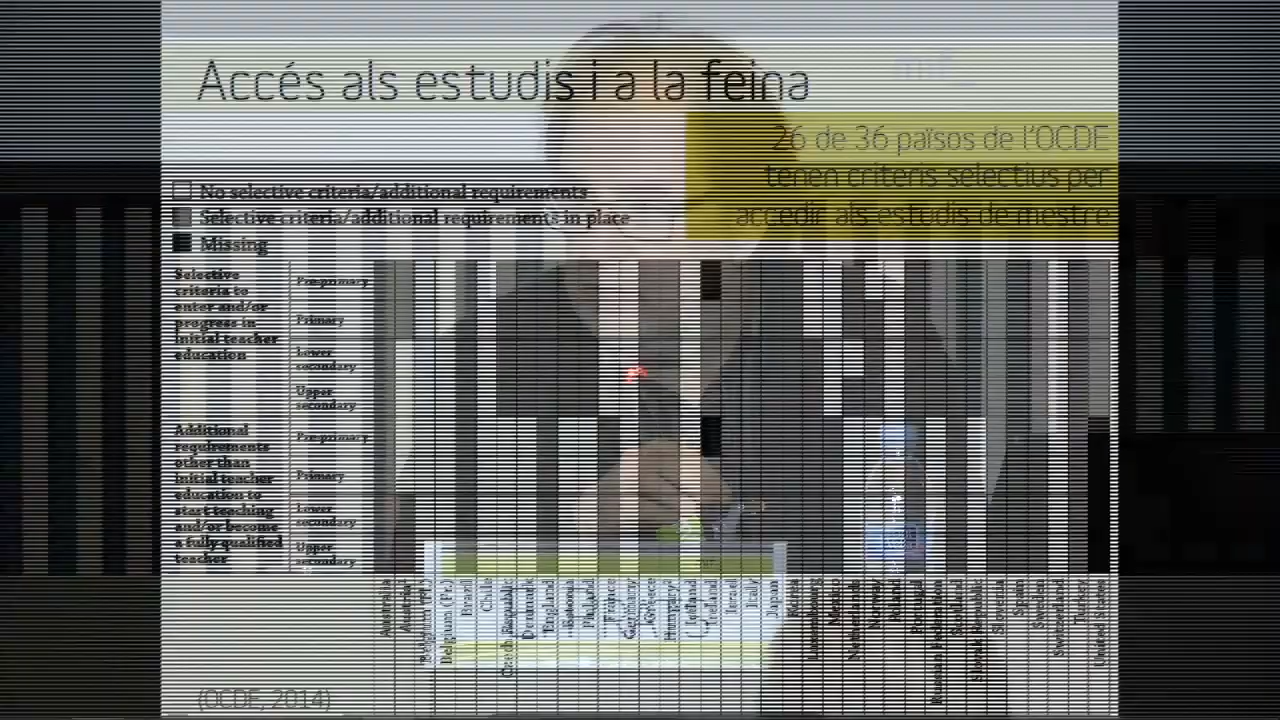 Accés als estudis i a la feina
26 de 36 països de l'OCDE
tenen criteris selectius per
accedir als estudis de mestre
No selective criteria/additional requirements
Selective criteria/additional requirements in place
Missing
Selective
criteria to
enter and/or
progress in
initial teacher
education
Pre-primary
Primary
Lower
secondary
Upper
secondary
Additional
requirements
other than
initial teacher
education to
start teaching
and/or become
a fully qualified
teacher
Pre-primary
Primary
Lower
secondary
Upper
secondary
Australia
Austria
Belgium (Fl.)
Belgium (Fr.)
Brazil
Chile
Czech Republic
Denmark
England
Estonia
Finland
France
Germany
Greece
Hungary
Iceland
Ireland
Israel
Italy
Japan
Korea
Luxembourg
Mexico
Netherlands
Norway
Poland
Portugal
Russian Federation
Scotland
Slovak Republic
Slovenia
Spain
Sweden
Switzerland
Turkey
United States
(OCDE, 2014)